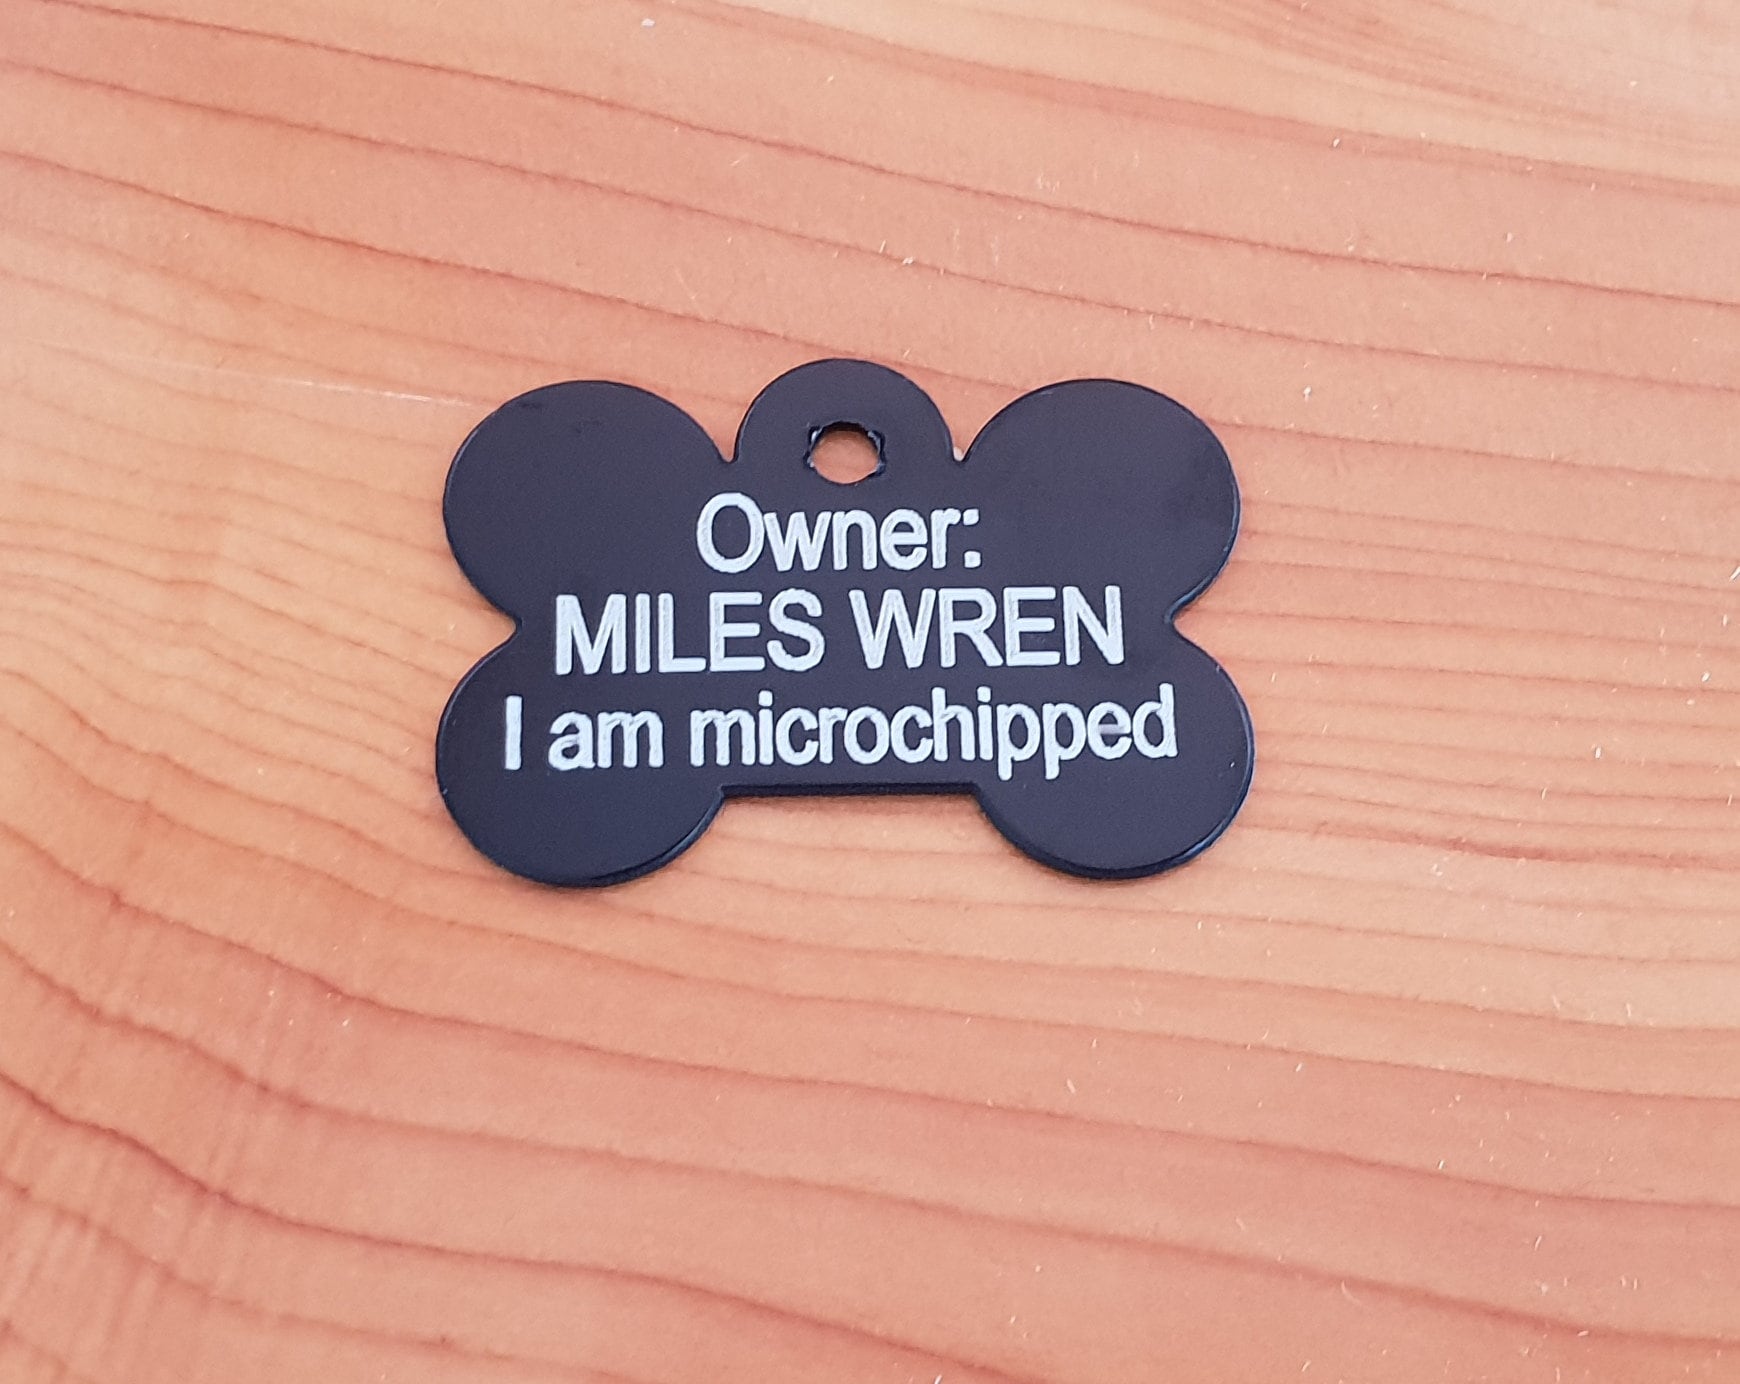 Owner:
MILES WREN
I am microchipped